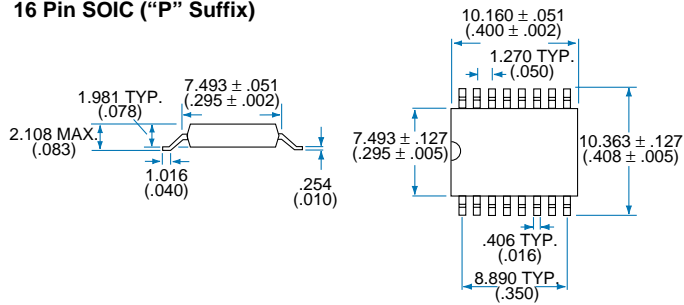 16 Pin SOIC (“P” Suffix)
10.160 ± .051
(.400 ± .002)
1.270 TYP.
(.050)
7.493 ± .051
(.295 ± .002)
1.981 TYP.
(.078)
2.108 MAX.
(.083)
1.016
(.040)
.254
(.010)
7.493 ± .127
(.295 ± .005)
10.363 ± .127
(.408 ± .005)
.406 TYP.
(.016)
8.890 TYP.
(.350)